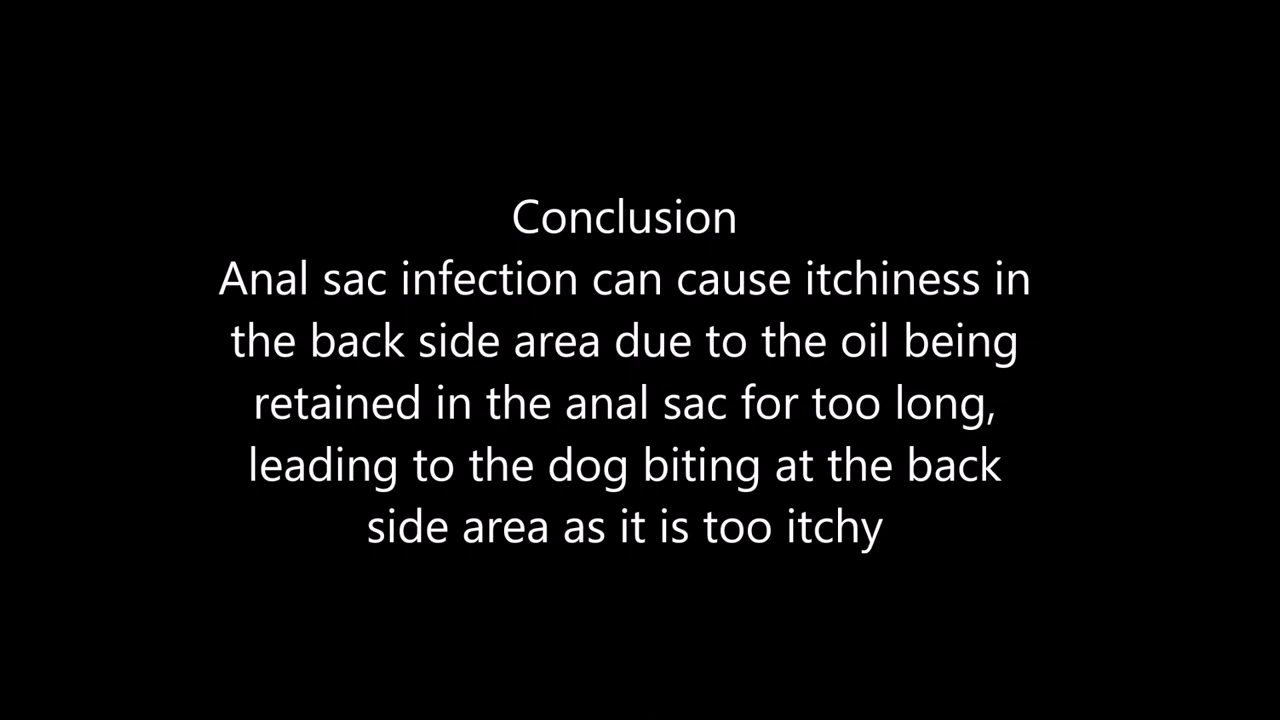 Conclusion
Anal sac infection can cause itchiness in
the back side area due to the oil being
retained in the anal sac for too long,
leading to the dog biting at the back
side area as it is too itchy